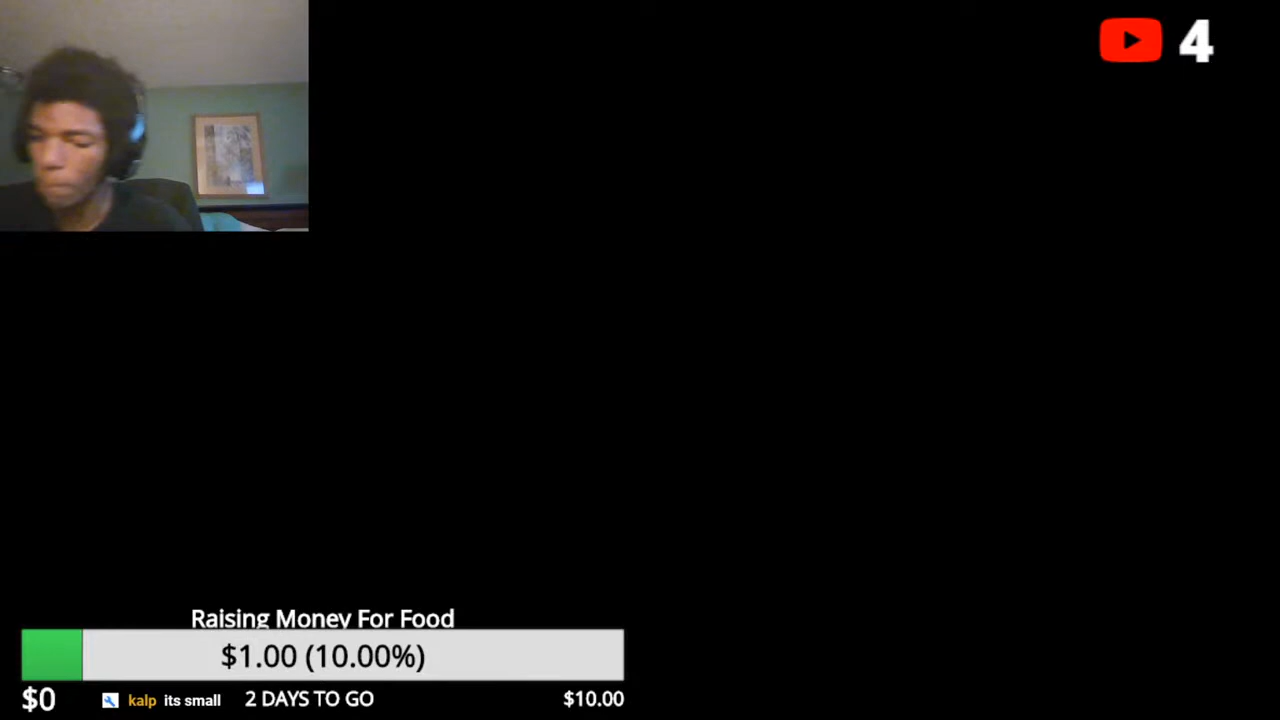 4
Raising Money For Food
$1.00 (10.00%)
$0 kalp its small 2 DAYS TO GO $10.00